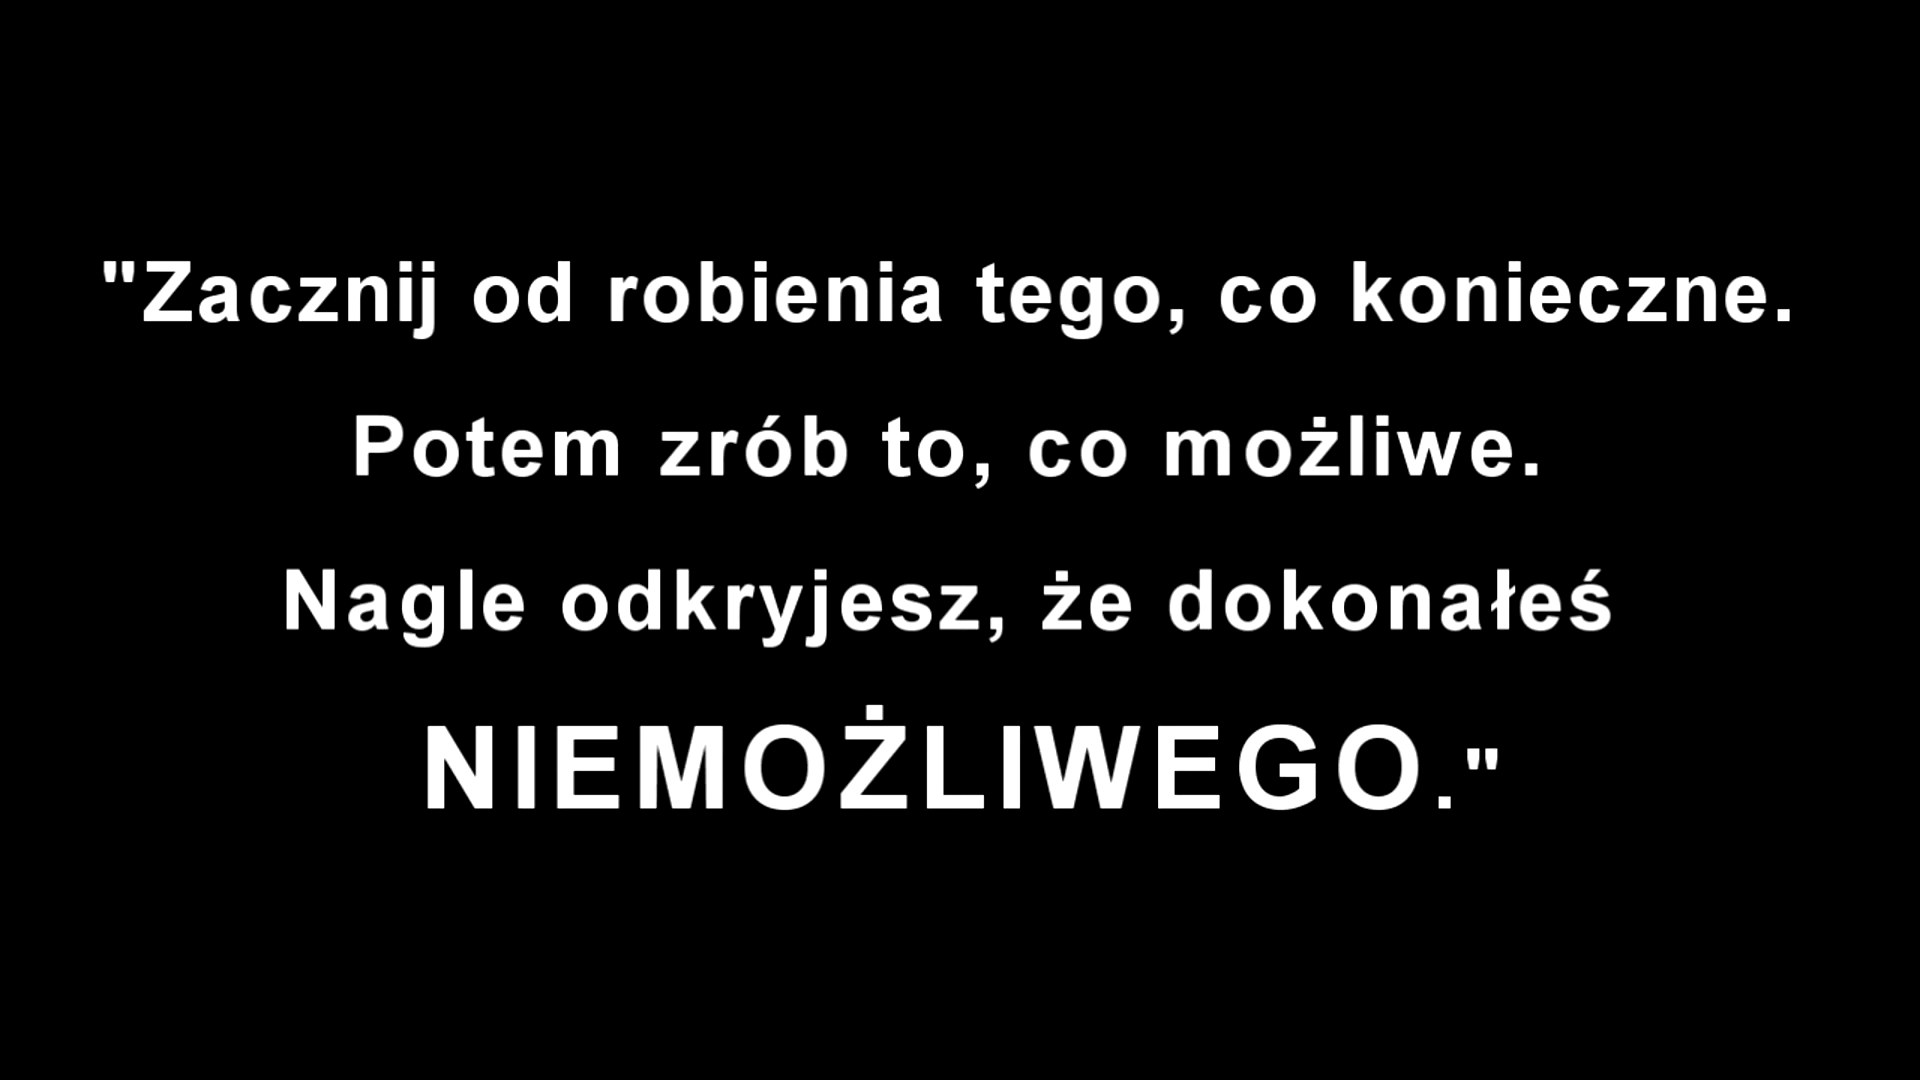 "Zacznij od robienia tego, co konieczne.
Potem zrób to, co możliwe.
Nagle odkryjesz, że dokonałeś
NIEMOŻLIWEGO."